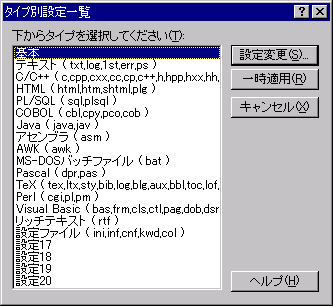 タイプ別設定一覧
下からタイプを選択してください(T):
基本
テキスト ( txt,log,1st,err,ps )
C/C++ ( c,cpp,cxx,cc,cp,c++,h,hpp,hxx,hh,
HTML ( html,htm,shtml,plg )
PL/SQL ( sql,plsql )
COBOL ( cbl,cpy,pco,cob )
Java ( java,jav )
アセンブラ ( asm )
AWK ( awk )
MS-DOSバッチファイル ( bat )
Pascal ( dpr,pas )
TeX ( tex,ltx,sty,bib,log,blg,aux,bbl,toc,lof,
Perl ( cgi,pl,pm )
Visual Basic ( bas,frm,cls,ctl,pag,dob,dsr
リッチテキスト ( rtf )
設定ファイル ( ini,inf,cnf,kwd,col )
設定17
設定18
設定19
設定20
設定変更(S)...
一時適用(R)
キャンセル(X)
ヘルプ(H)